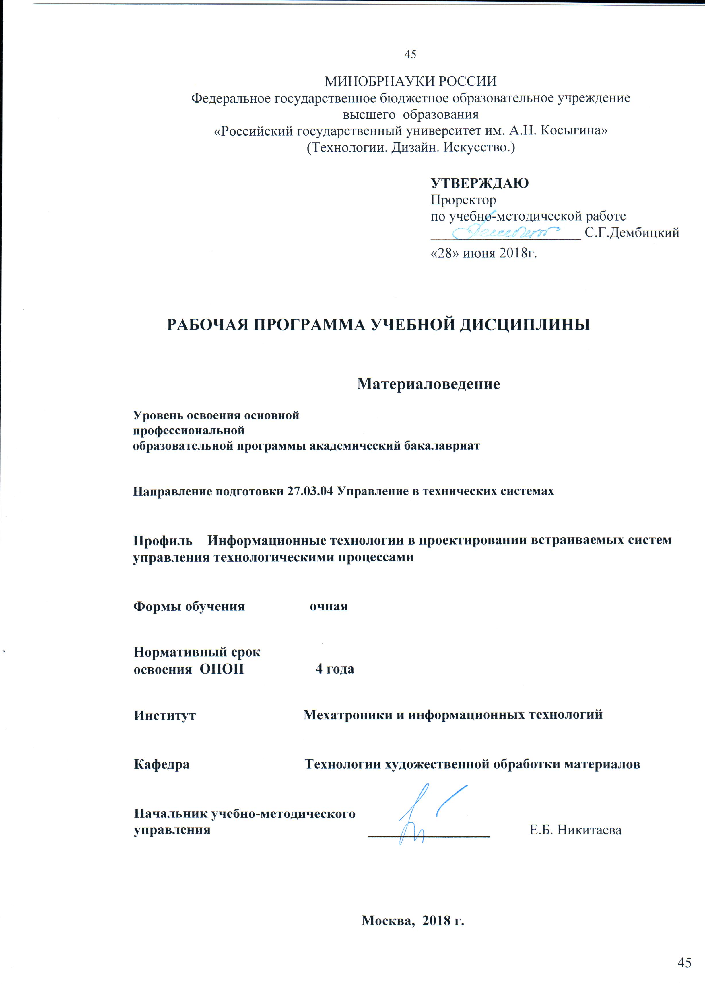 45
МИНОБРНАУКИ РОССИИ
Федеральное государственное бюджетное образовательное учреждение
высшего образования
«Российский государственный университет им. А.Н. Косыгина»
(Технологии. Дизайн. Искусство.)
УТВЕРЖДАЮ
Проректор
по учебно-методической работе
С.Г.Дембицкий
«28» июня 2018г.
РАБОЧАЯ ПРОГРАММА УЧЕБНОЙ ДИСЦИПЛИНЫ
Материаловедение
Уровень освоения основной
профессиональной
образовательной программы академический бакалавриат
Направление подготовки 27.03.04 Управление в технических системах
Профиль Информационные технологии в проектировании встраиваемых систем
управления технологическими процессами
Формы обучения очная
Нормативный срок
освоения ОПОП 4 года
Институт Мехатроники и информационных технологий
Кафедра Технологии художественной обработки материалов
Начальник учебно-методического
управления Е.Б. Никитаева
Москва, 2018 г.
45